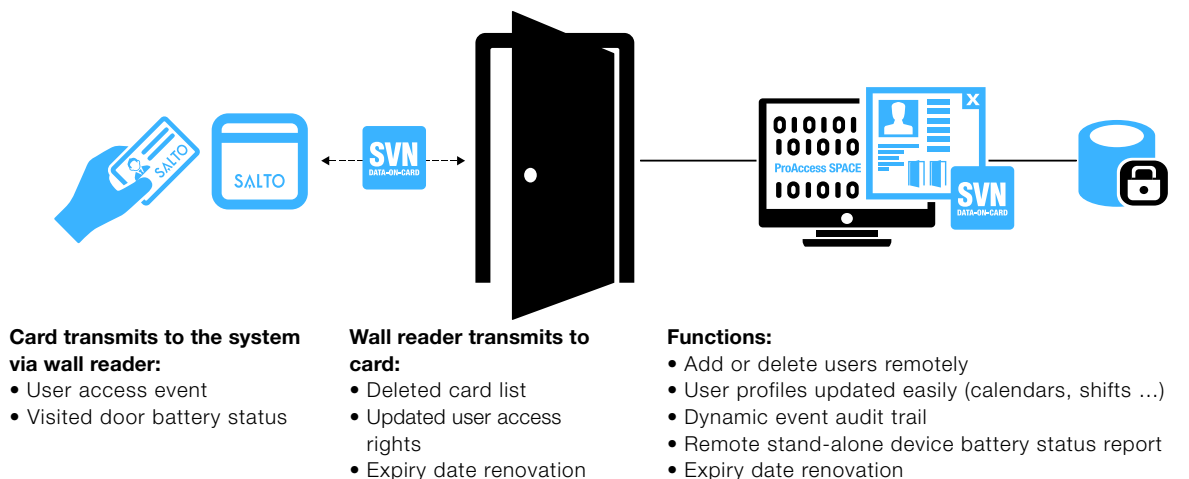 SALTO
SALTO
SVN
DATA-ON-CARD
010101
101010
ProAccess SPACE
101010
X
SVN
DATA-ON-CARD
Card transmits to the system
via wall reader:
• User access event
• Visited door battery status
Wall reader transmits to
card:
• Deleted card list
• Updated user access
rights
• Expiry date renovation
Functions:
• Add or delete users remotely
• User profiles updated easily (calendars, shifts ...)
• Dynamic event audit trail
• Remote stand-alone device battery status report
• Expiry date renovation